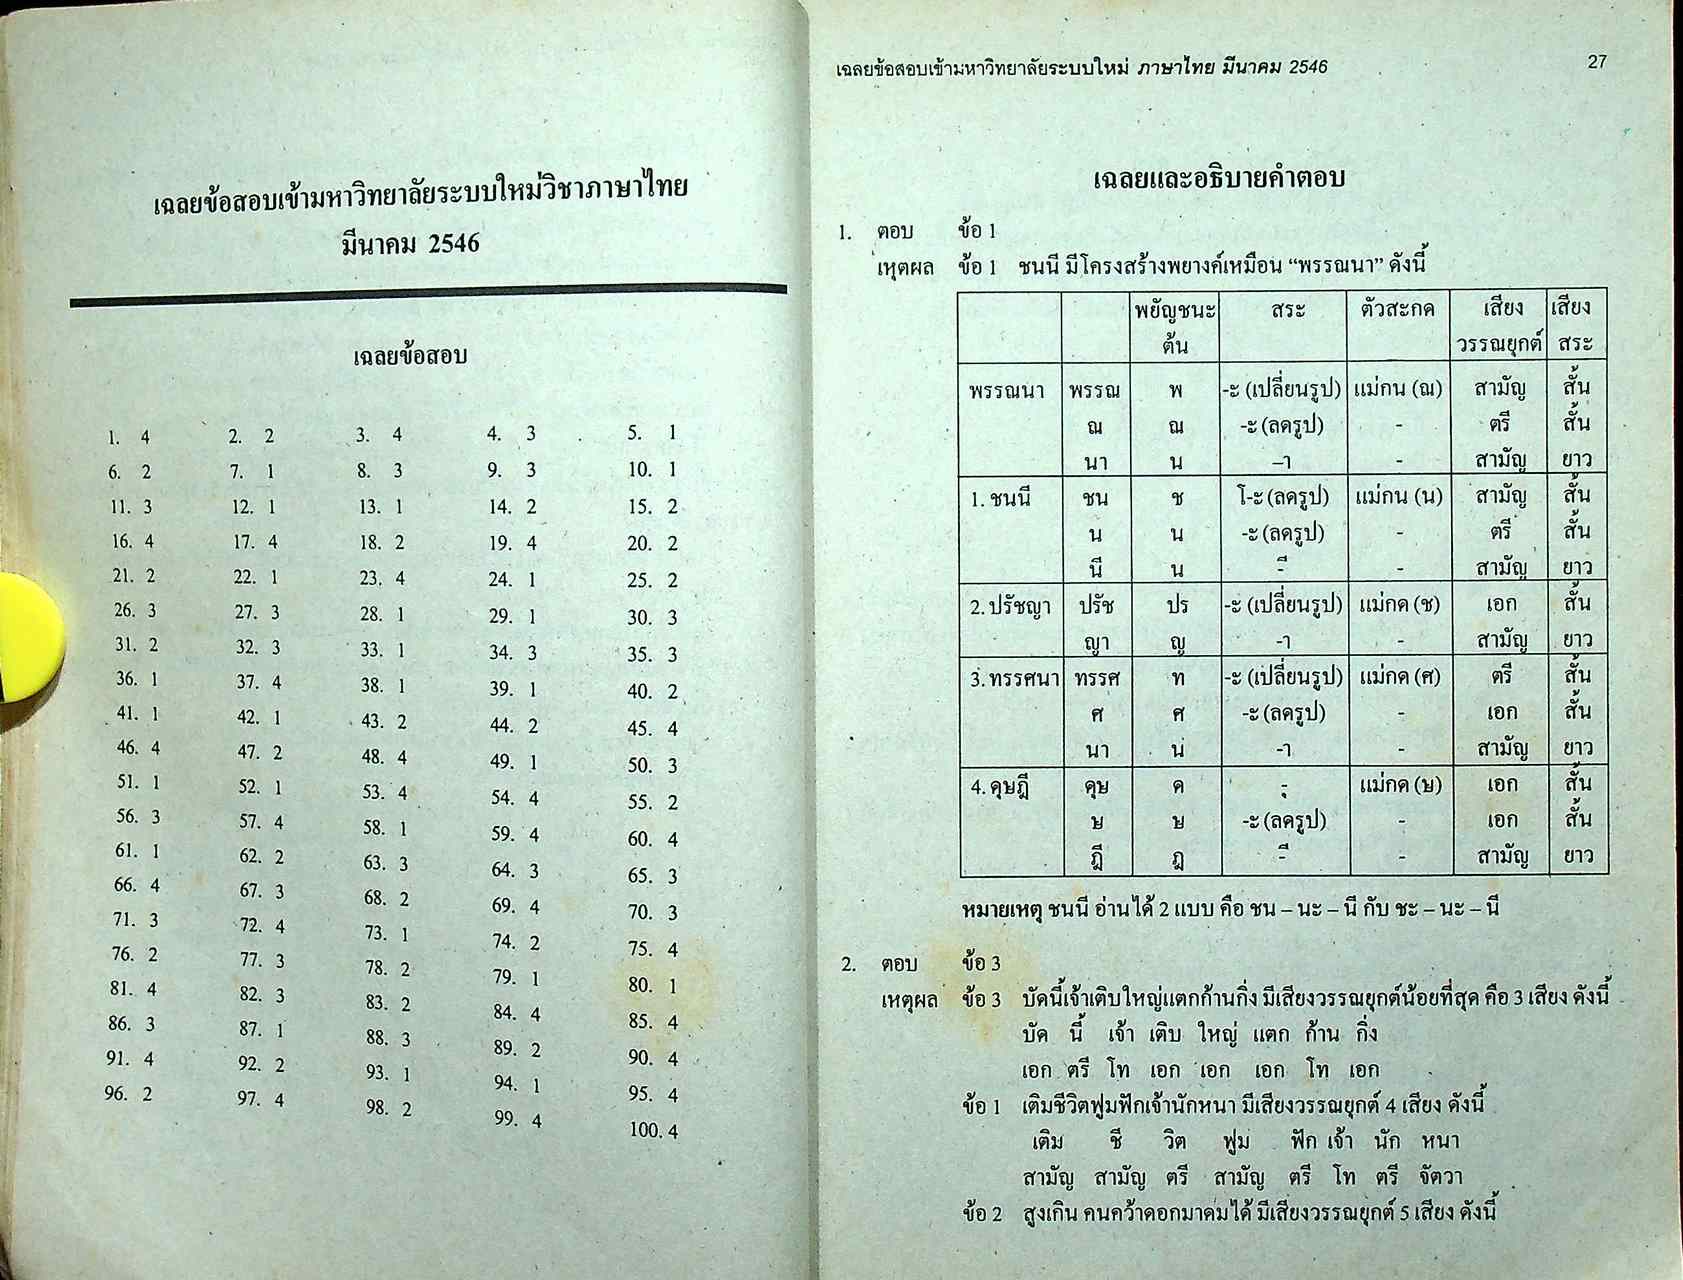 เฉลยข้อสอบเข้ามหาวิทยาลัยระบบใหม่วิชาภาษาไทย
มีนาคม 2546
เฉลยข้อสอบ
1. 4 2. 2 3. 4 4. 3 5. 1
6. 2 7. 1 8. 3 9. 3 10. 1
11. 3 12. 1 13. 1 14. 2 15. 2
16. 4 17. 4 18. 2 19. 4 20. 2
21. 2 22. 1 23. 4 24. 1 25. 2
26. 3 27. 3 28. 1 29. 1 30. 3
31. 2 32. 3 33. 1 34. 3 35. 3
36. 1 37. 4 38. 1 39. 1 40. 2
41. 1 42. 1 43. 2 44. 2 45. 4
46. 4 47. 2 48. 4 49. 1 50. 3
51. 1 52. 1 53. 4 54. 4 55. 2
56. 3 57. 4 58. 1 59. 4 60. 4
61. 1 62. 2 63. 3 64. 3 65. 3
66. 4 67. 3 68. 2 69. 4 70. 3
71. 3 72. 4 73. 1 74. 2 75. 4
76. 2 77. 3 78. 2 79. 1 80. 1
81. 4 82. 3 83. 2 84. 4 85. 4
86. 3 87. 1 88. 3 89. 2 90. 4
91. 4 92. 2 93. 1 94. 1 95. 4
96. 2 97. 4 98. 2 99. 4 100. 4
เฉลยข้อสอบเข้ามหาวิทยาลัยระบบใหม่ ภาษาไทย มีนาคม 2546 27
เฉลยและอธิบายคำตอบ
1. ตอบ ข้อ 1
เหุตผล ข้อ 1 ชนนี มีโครงสร้างพยางค์เหมือน “พรรณนา” ดังนี้
พยัญชนะ สระ ตัวสะกด เสียง เสียง
ต้น วรรณยุกต์ สระ
พรรณนา พรรณ พ -ะ (เปลี่ยนรูป) แม่กน (ณ) สามัญ สั้น
ณ ณ -ะ (ลดรูป) - ตรี สั้น
นา น –า - สามัญ ยาว
1. ชนนี ชน ช โ-ะ (ลดรูป) แม่กน (น) สามัญ สั้น
น น -ะ (ลดรูป) - ตรี สั้น
นี น -ี - สามัญ ยาว
2. ปรัชญา ปรัช ปร -ะ (เปลี่ยนรูป) แม่กด (ช) เอก สั้น
ญา ญ -า - สามัญ ยาว
3. ทรรศนา ทรรศ ท -ะ (เปลี่ยนรูป) แม่กด (ศ) ตรี สั้น
ศ ศ -ะ (ลดรูป) - เอก สั้น
นา น -า - สามัญ ยาว
4. ดุษฎี ดุษ ด -ุ แม่กด (ษ) เอก สั้น
ษ ษ -ะ (ลดรูป) - เอก สั้น
ฎี ฎ -ี - สามัญ ยาว
หมายเหตุ ชนนี อ่านได้ 2 แบบ คือ ชน – นะ – นี กับ ชะ – นะ – นี
2. ตอบ ข้อ 3
เหตุผล ข้อ 3 บัดนี้เจ้าเติบใหญ่แตกก้านกิ่ง มีเสียงวรรณยุกต์น้อยที่สุด คือ 3 เสียง ดังนี้
บัด นี้ เจ้า เติบ ใหญ่ แตก ก้าน กิ่ง
เอก ตรี โท เอก เอก เอก โท เอก
ข้อ 1 เติมชีวิตฟูมฟักเจ้านักหนา มีเสียงวรรณยุกต์ 4 เสียง ดังนี้
เติม ชี วิต ฟูม ฟัก เจ้า นัก หนา
สามัญ สามัญ ตรี สามัญ ตรี โท ตรี จัตวา
ข้อ 2 สูงเกิน คนคว้าดอกมาดมได้ มีเสียงวรรณยุกต์ 5 เสียง ดังนี้